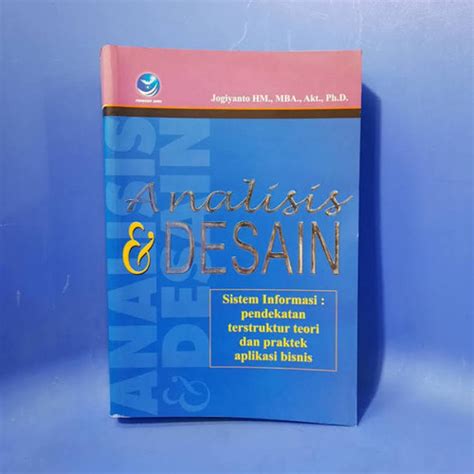 Jogiyanto HM., MBA., Akt., Ph.D.
ANALISIS
& DESAIN
Analisis
& DESAIN
Sistem Informasi :
pendekatan
terstruktur teori
dan praktek
aplikasi bisnis